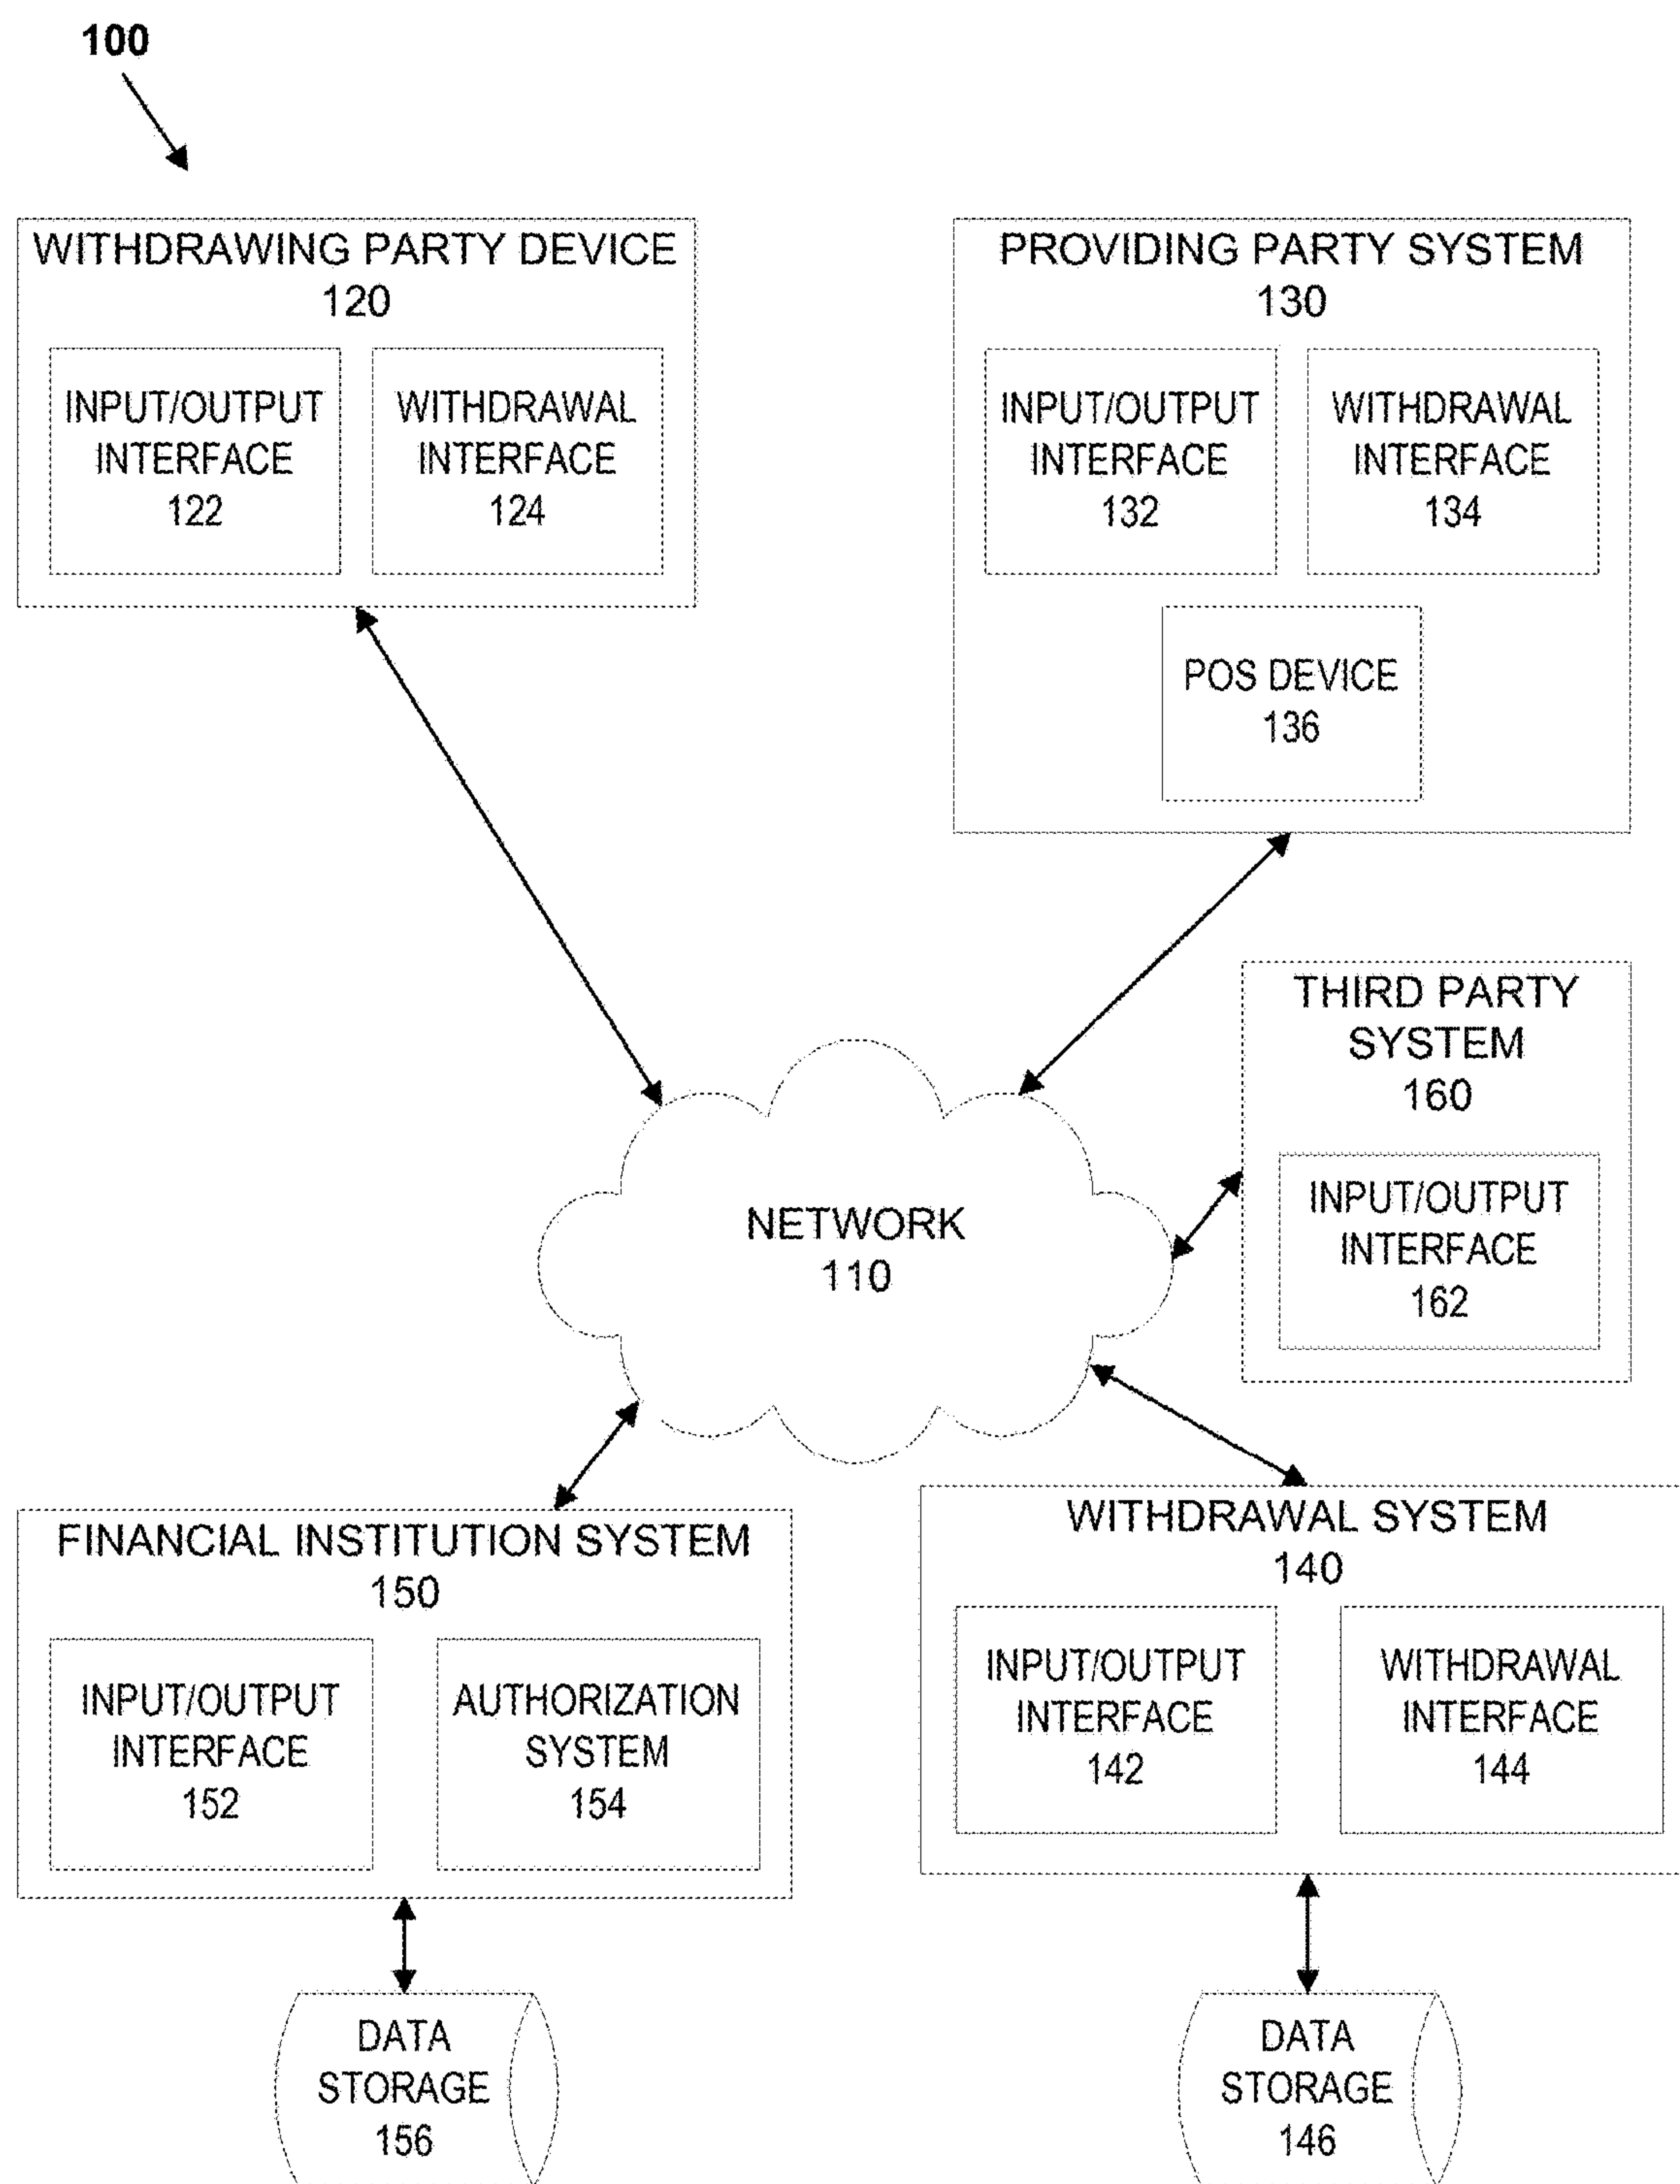 100
WITHDRAWING PARTY DEVICE
120
INPUT/OUTPUT
INTERFACE
122
WITHDRAWAL
INTERFACE
124
PROVIDING PARTY SYSTEM
130
INPUT/OUTPUT
INTERFACE
132
WITHDRAWAL
INTERFACE
134
POS DEVICE
136
THIRD PARTY
SYSTEM
160
INPUT/OUTPUT
INTERFACE
162
NETWORK
110
FINANCIAL INSTITUTION SYSTEM
150
INPUT/OUTPUT
INTERFACE
152
AUTHORIZATION
SYSTEM
154
WITHDRAWAL SYSTEM
140
INPUT/OUTPUT
INTERFACE
142
WITHDRAWAL
INTERFACE
144
DATA
STORAGE
156
DATA
STORAGE
146